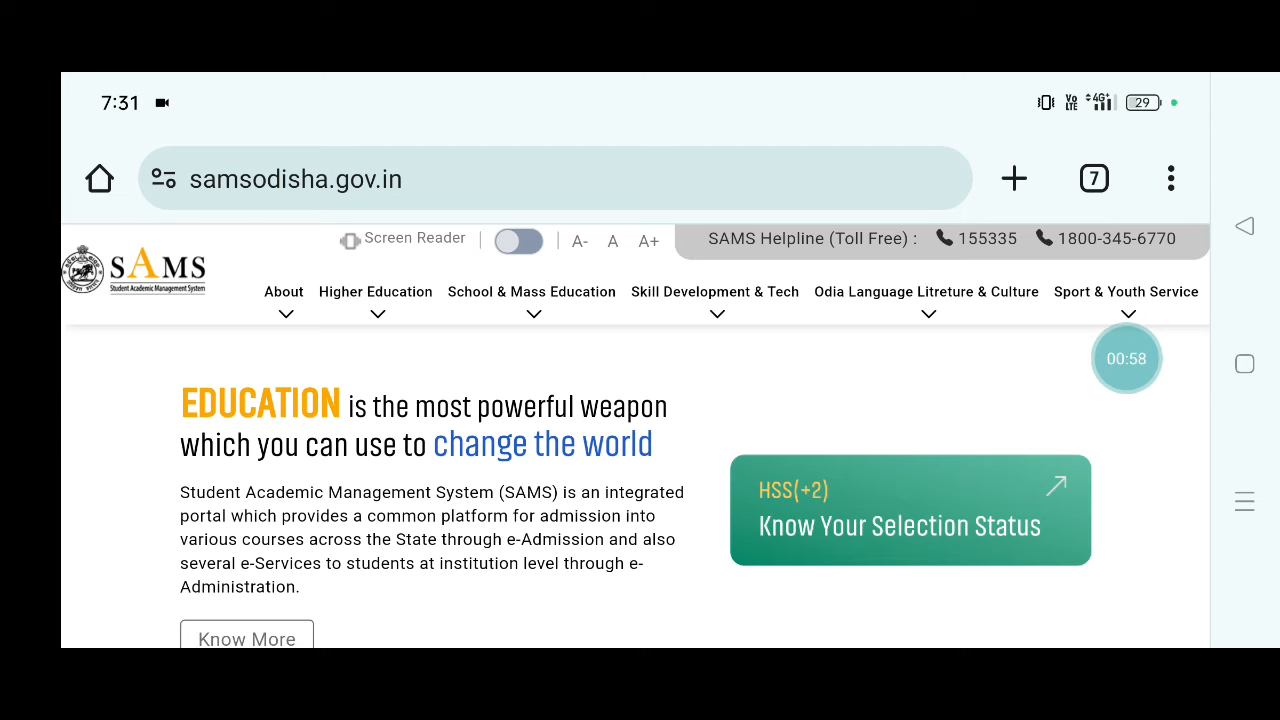 7:31
Vo LTE 4G+ 29
samsodisha.gov.in
7
Screen Reader
A- A A+
SAMS Helpline (Toll Free) : 155335 1800-345-6770
SAMS
Student Academic Management System
About Higher Education School & Mass Education Skill Development & Tech Odia Language Litreture & Culture Sport & Youth Service
00:58
EDUCATION is the most powerful weapon
which you can use to change the world
Student Academic Management System (SAMS) is an integrated
portal which provides a common platform for admission into
various courses across the State through e-Admission and also
several e-Services to students at institution level through e-
Administration.
Know More
HSS(+2)
Know Your Selection Status